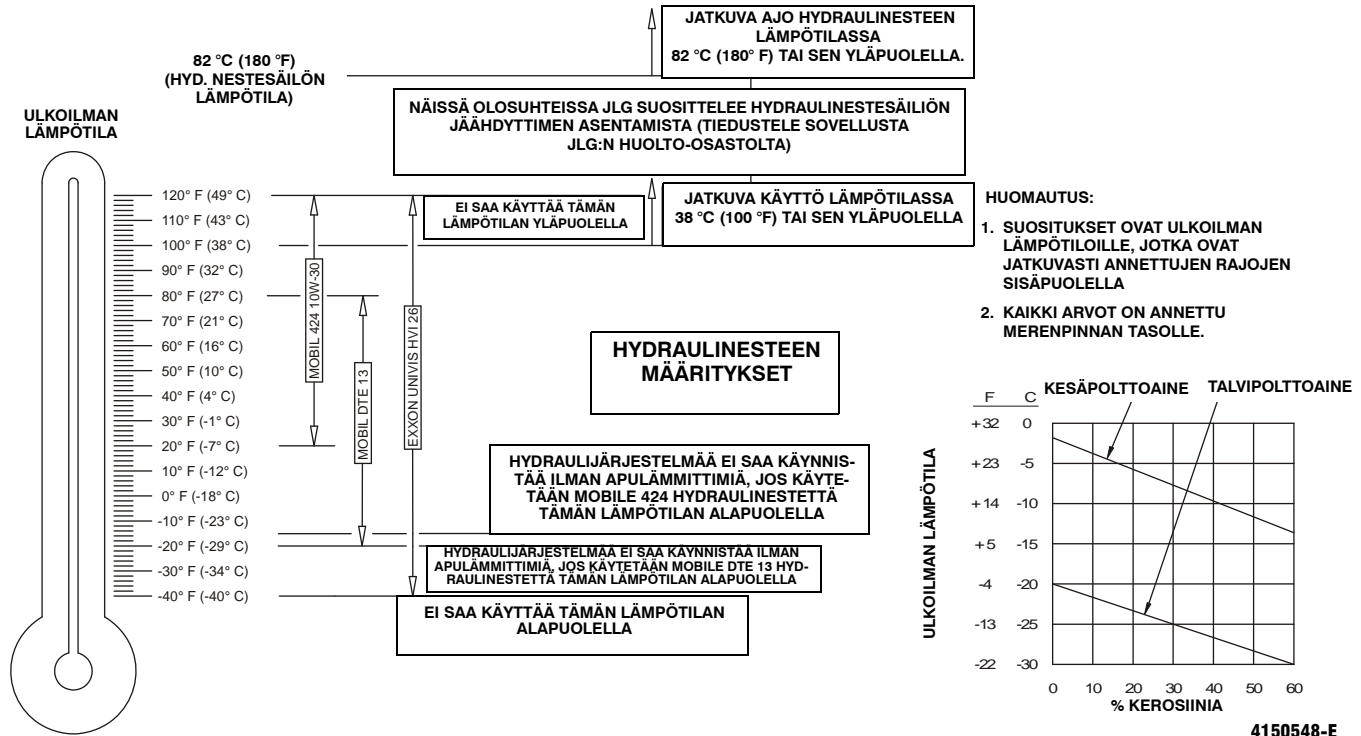 JATKUVA AJO HYDRAULINESTEEN
LÄMPÖTILASSA
82 °C (180° F) TAI SEN YLÄPUOLELLA.
82 °C (180 °F)
(HYD. NESTESÄILÖN
LÄMPÖTILA)
NÄISSÄ OLOSUHTEISSA JLG SUOSITTELEE HYDRAULINESTESÄILIÖN
JÄÄHDYTTIMEN ASENTAMISTA (TIEDUSTELE SOVELLUSTA
JLG:N HUOLTO-OSASTOLTA)
ULKOILMAN
LÄMPÖTILA
EI SAA KÄYTTÄÄ TÄMÄN
LÄMPÖTILAN YLÄPUOLELLA
JATKUVA KÄYTTÖ LÄMPÖTILASSA
38 °C (100 °F) TAI SEN YLÄPUOLELLA
120° F (49° C)
110° F (43° C)
100° F (38° C)
90° F (32° C)
80° F (27° C)
70° F (21° C)
60° F (16° C)
50° F (10° C)
40° F (4° C)
30° F (-1° C)
20° F (-7° C)
10° F (-12° C)
0° F (-18° C)
-10° F (-23° C)
-20° F (-29° C)
-30° F (-34° C)
-40° F (-40° C)
MOBIL 424 10W-30
MOBIL DTE 13
EXXON UNIVIS HVI 26
HYDRAULINESTEEN
MÄÄRITYKSET
HYDRAULIJÄRJESTELMÄÄ EI SAA KÄYNNIS-
TÄÄ ILMAN APULÄMMITTIMIÄ, JOS KÄYTE-
TÄÄN MOBILE 424 HYDRAULINESTETTÄ
TÄMÄN LÄMPÖTILAN ALAPUOLELLA
HYDRAULIJÄRJESTELMÄÄ EI SAA KÄYNNISTÄÄ ILMAN
APULÄMMITTIMIÄ, JOS KÄYTETÄÄN MOBILE DTE 13 HYD-
RAULINESTETTÄ TÄMÄN LÄMPÖTILAN ALAPUOLELLA
EI SAA KÄYTTÄÄ TÄMÄN LÄMPÖTILAN
ALAPUOLELLA
HUOMAUTUS:
1. SUOSITUKSET OVAT ULKOILMAN
LÄMPÖTILOILLE, JOTKA OVAT
JATKUVASTI ANNETTUJEN RAJOJEN
SISÄPUOLELLA
2. KAIKKI ARVOT ON ANNETTU
MERENPINNAN TASOLLE.
KESÄPOLTTOAINE TALVIPOLTTOAINE
F C
+32 0
+23 -5
+14 -10
+5 -15
-4 -20
-13 -25
-22 -30
ULKOILMAN LÄMPÖTILA
0 10 20 30 40 50 60
% KEROSIINIA
4150548-E